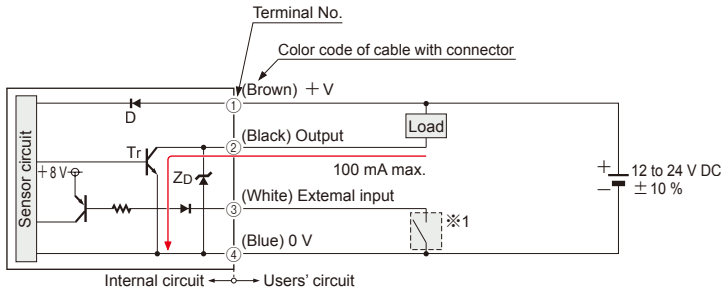 Terminal No.
Color code of cable with connector
(Brown) + V
1
D
Load
(Black) Output
2
Tr
ZD
100 mA max.
Sensor circuit
+8 V
+
−
12 to 24 V DC
± 10 %
(White) External input
3
※1
(Blue) 0 V
4
Internal circuit
Users' circuit